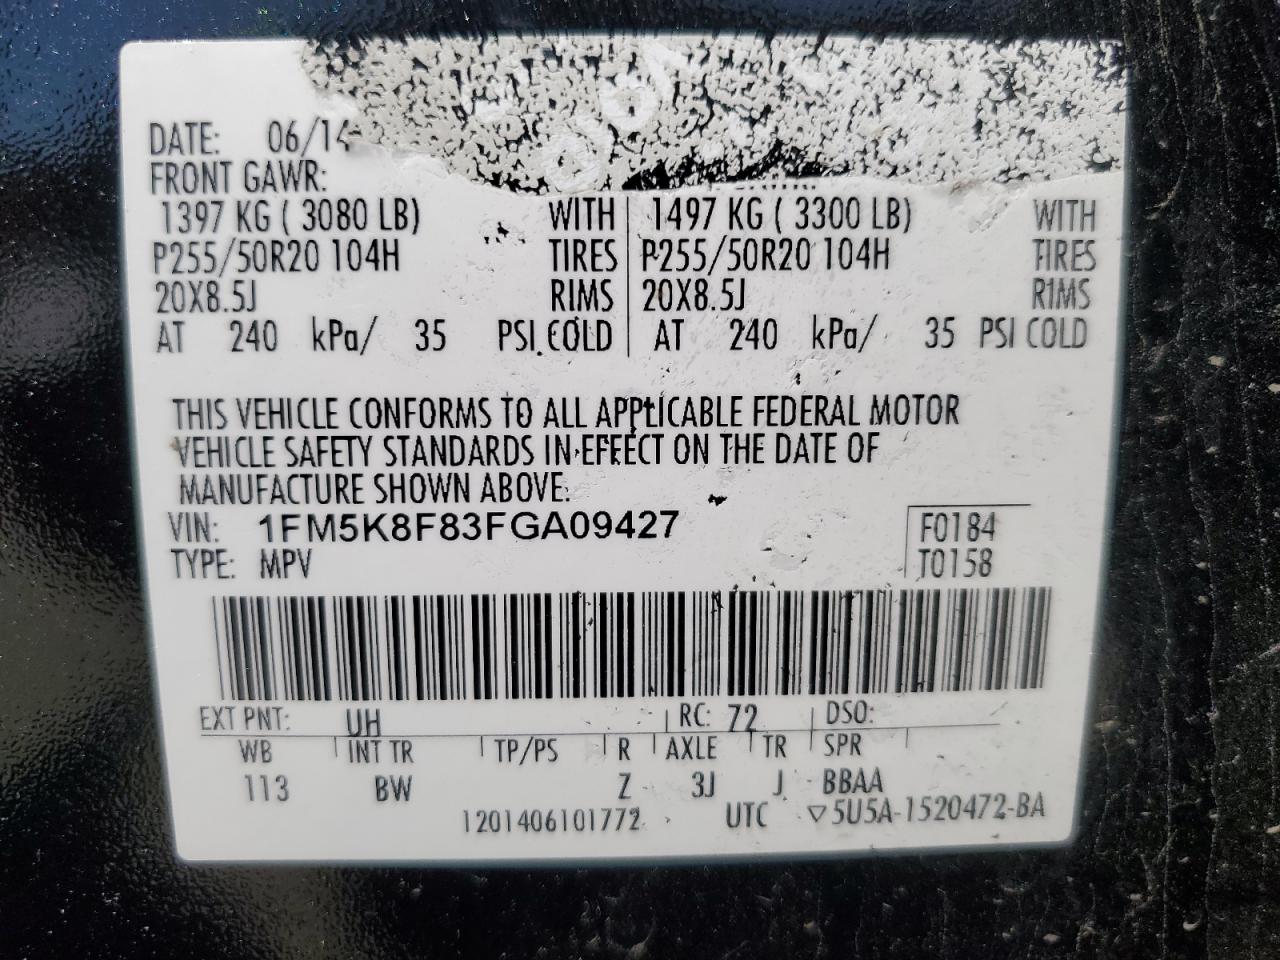 DATE: 06/14
FRONT GAWR:
1397 KG ( 3080 LB) WITH 1497 KG ( 3300 LB) WITH
P255/50R20 104H TIRES P255/50R20 104H TIRES
20X8.5J RIMS 20X8.5J RIMS
AT 240 kPa/ 35 PSI COLD AT 240 kPa/ 35 PSI COLD
THIS VEHICLE CONFORMS TO ALL APPLICABLE FEDERAL MOTOR
VEHICLE SAFETY STANDARDS IN EFFECT ON THE DATE OF
MANUFACTURE SHOWN ABOVE.
VIN: 1FM5K8F83FGA09427 F0184
TYPE: MPV T0158
EXT PNT: UH RC: 72 DSO:
WB INT TR TP/PS R AXLE TR SPR
113 BW Z 3J J BBAA
1201406101772 UTC ▽5U5A-1520472-BA